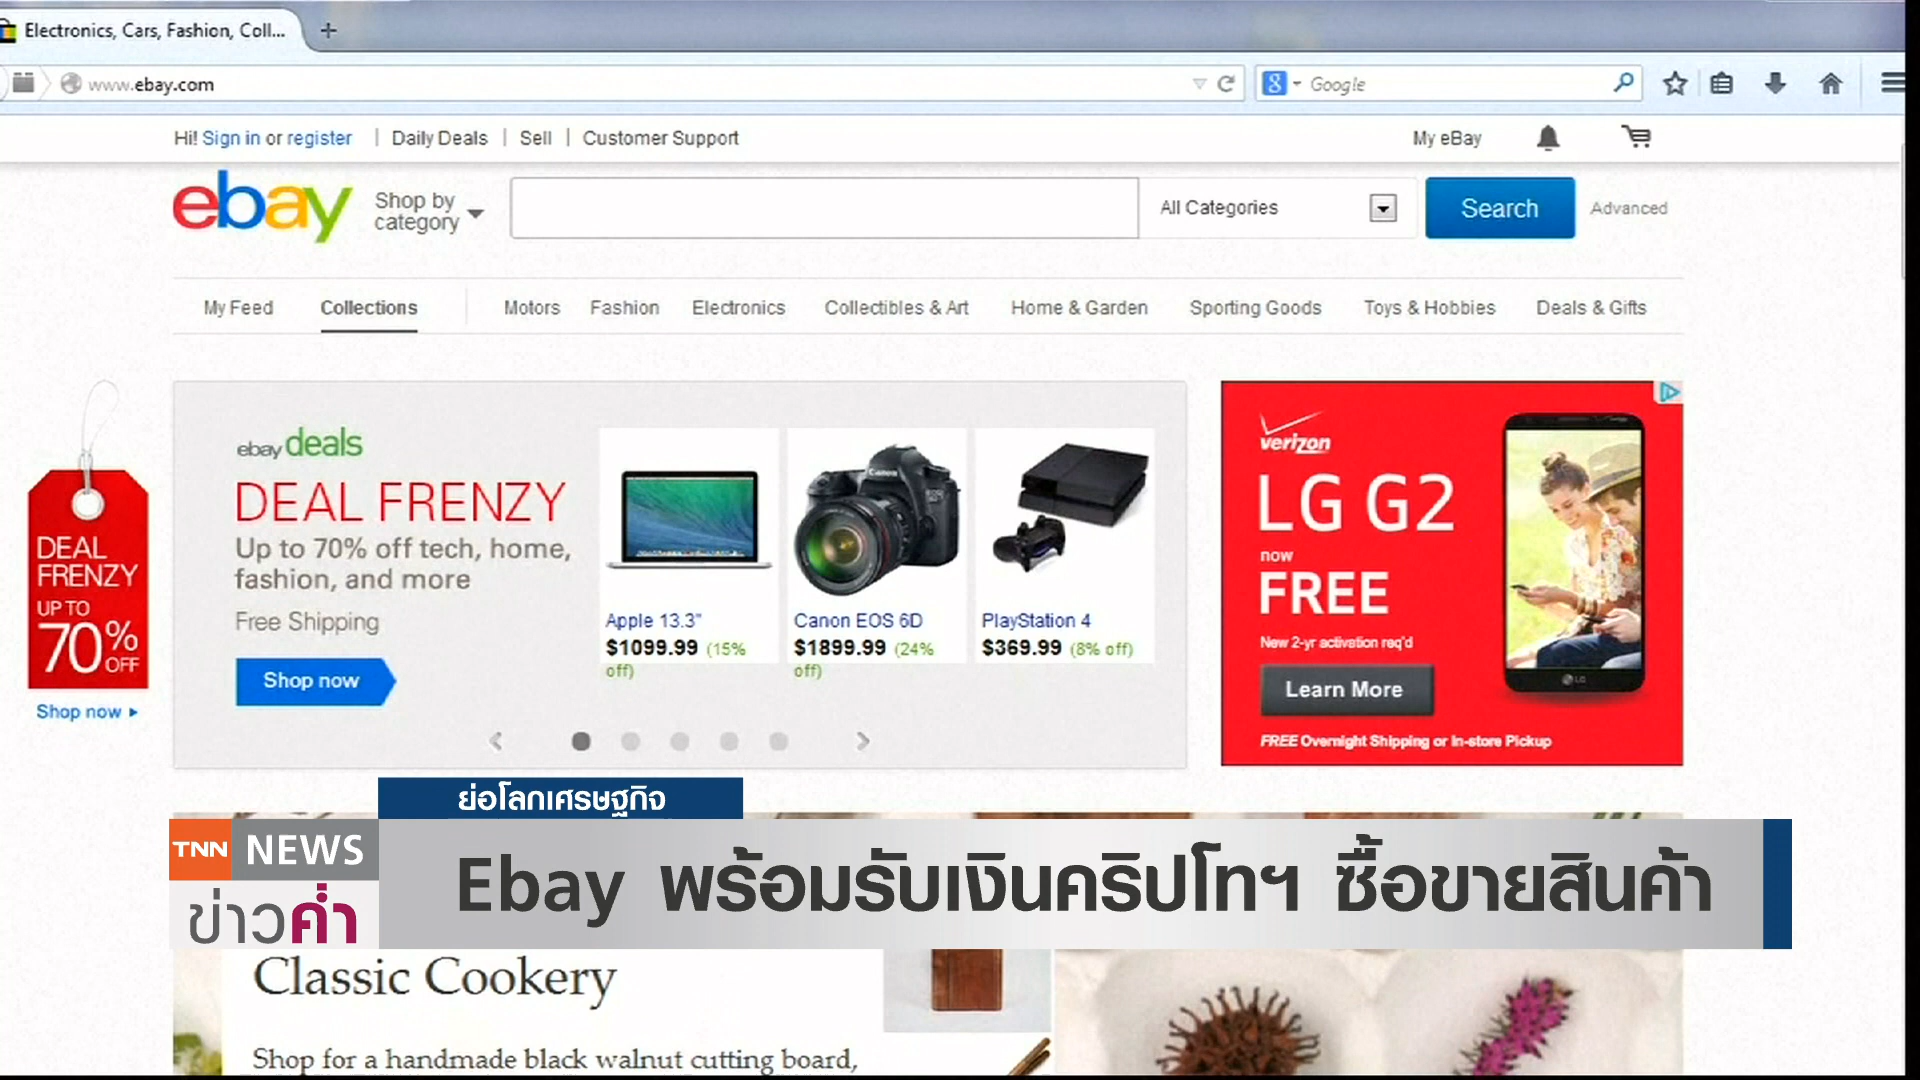 Electronics, Cars, Fashion, Coll...
www.ebay.com
Google
Hi! Sign in or register | Daily Deals | Sell | Customer Support
My eBay
ebay
Shop by
category
All Categories
Search
Advanced
My Feed
Collections
Motors
Fashion
Electronics
Collectibles & Art
Home & Garden
Sporting Goods
Toys & Hobbies
Deals & Gifts
DEAL
FRENZY
UP TO
70%
OFF
Shop now
ebay deals
DEAL FRENZY
Up to 70% off tech, home,
fashion, and more
Free Shipping
Shop now
Canon
Apple 13.3"
$1099.99 (15%
off)
Canon EOS 6D
$1899.99 (24%
off)
PlayStation 4
$369.99 (8% off)
verizon
LG G2
now
FREE
New 2-yr activation req'd
Learn More
FREE Overnight Shipping or In-store Pickup
LG
ย่อโลกเศรษฐกิจ
TNN NEWS
ข่าวค่ำ
Ebay พร้อมรับเงินคริปโทฯ ซื้อขายสินค้า
Classic Cookery
Shop for a handmade black walnut cutting board,